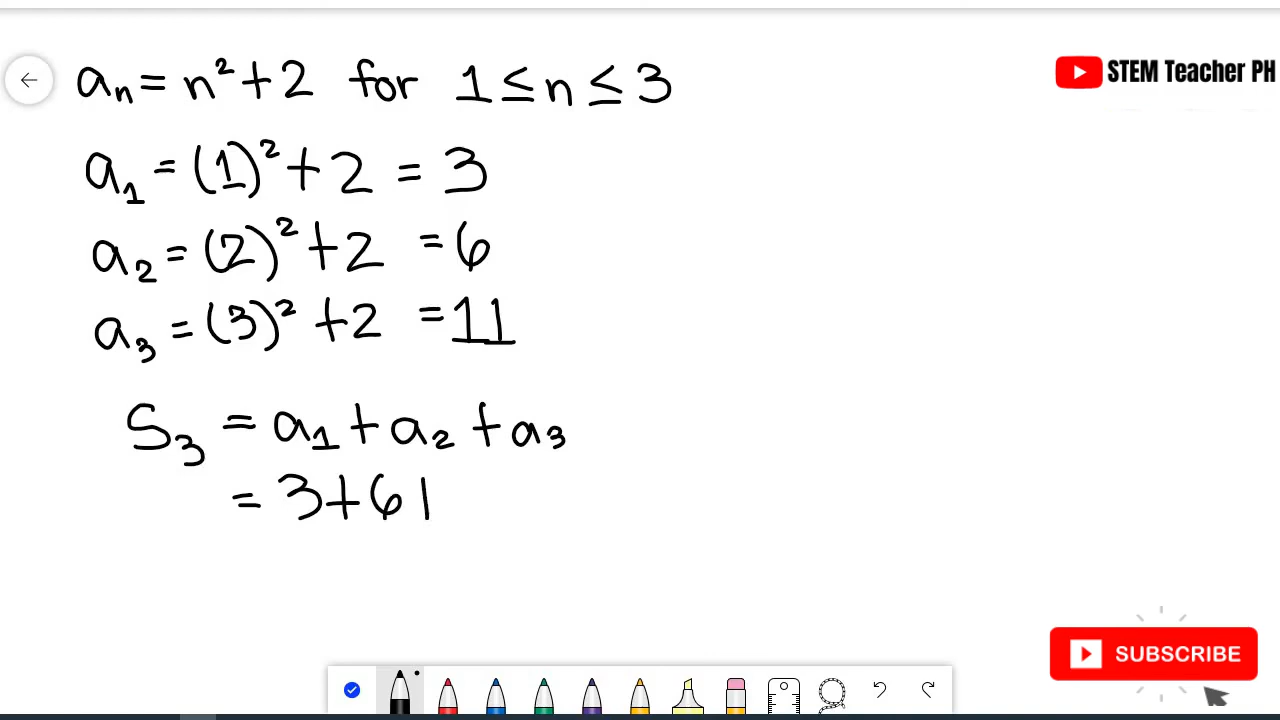 aₙ = n² + 2 for 1 ≤ n ≤ 3
STEM Teacher PH
a₁ = (1)² + 2 = 3
a₂ = (2)² + 2 = 6
a₃ = (3)² + 2 = 11
S₃ = a₁ + a₂ + a₃
= 3 + 6 |
SUBSCRIBE